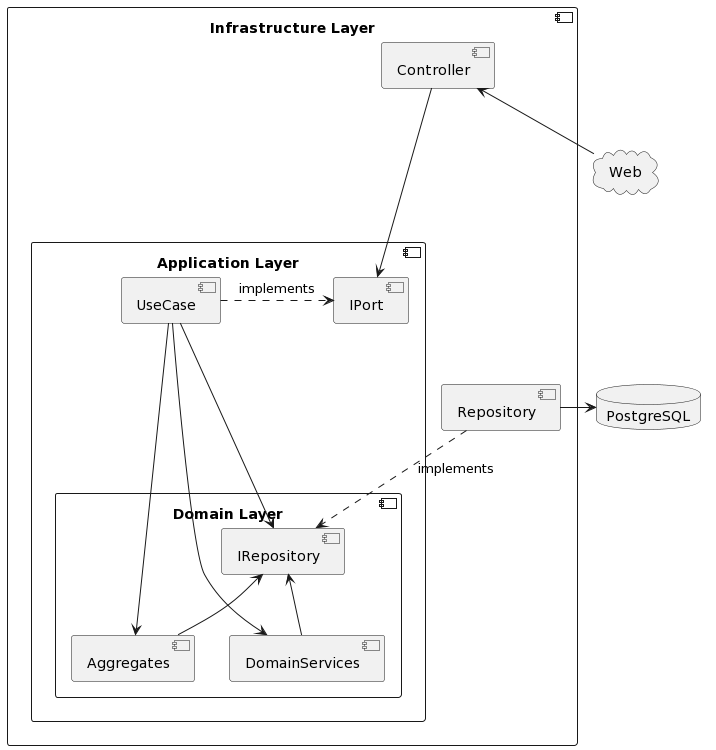 Infrastructure Layer
Controller
Web
Application Layer
UseCase
implements
IPort
Repository
PostgreSQL
implements
Domain Layer
IRepository
Aggregates
DomainServices